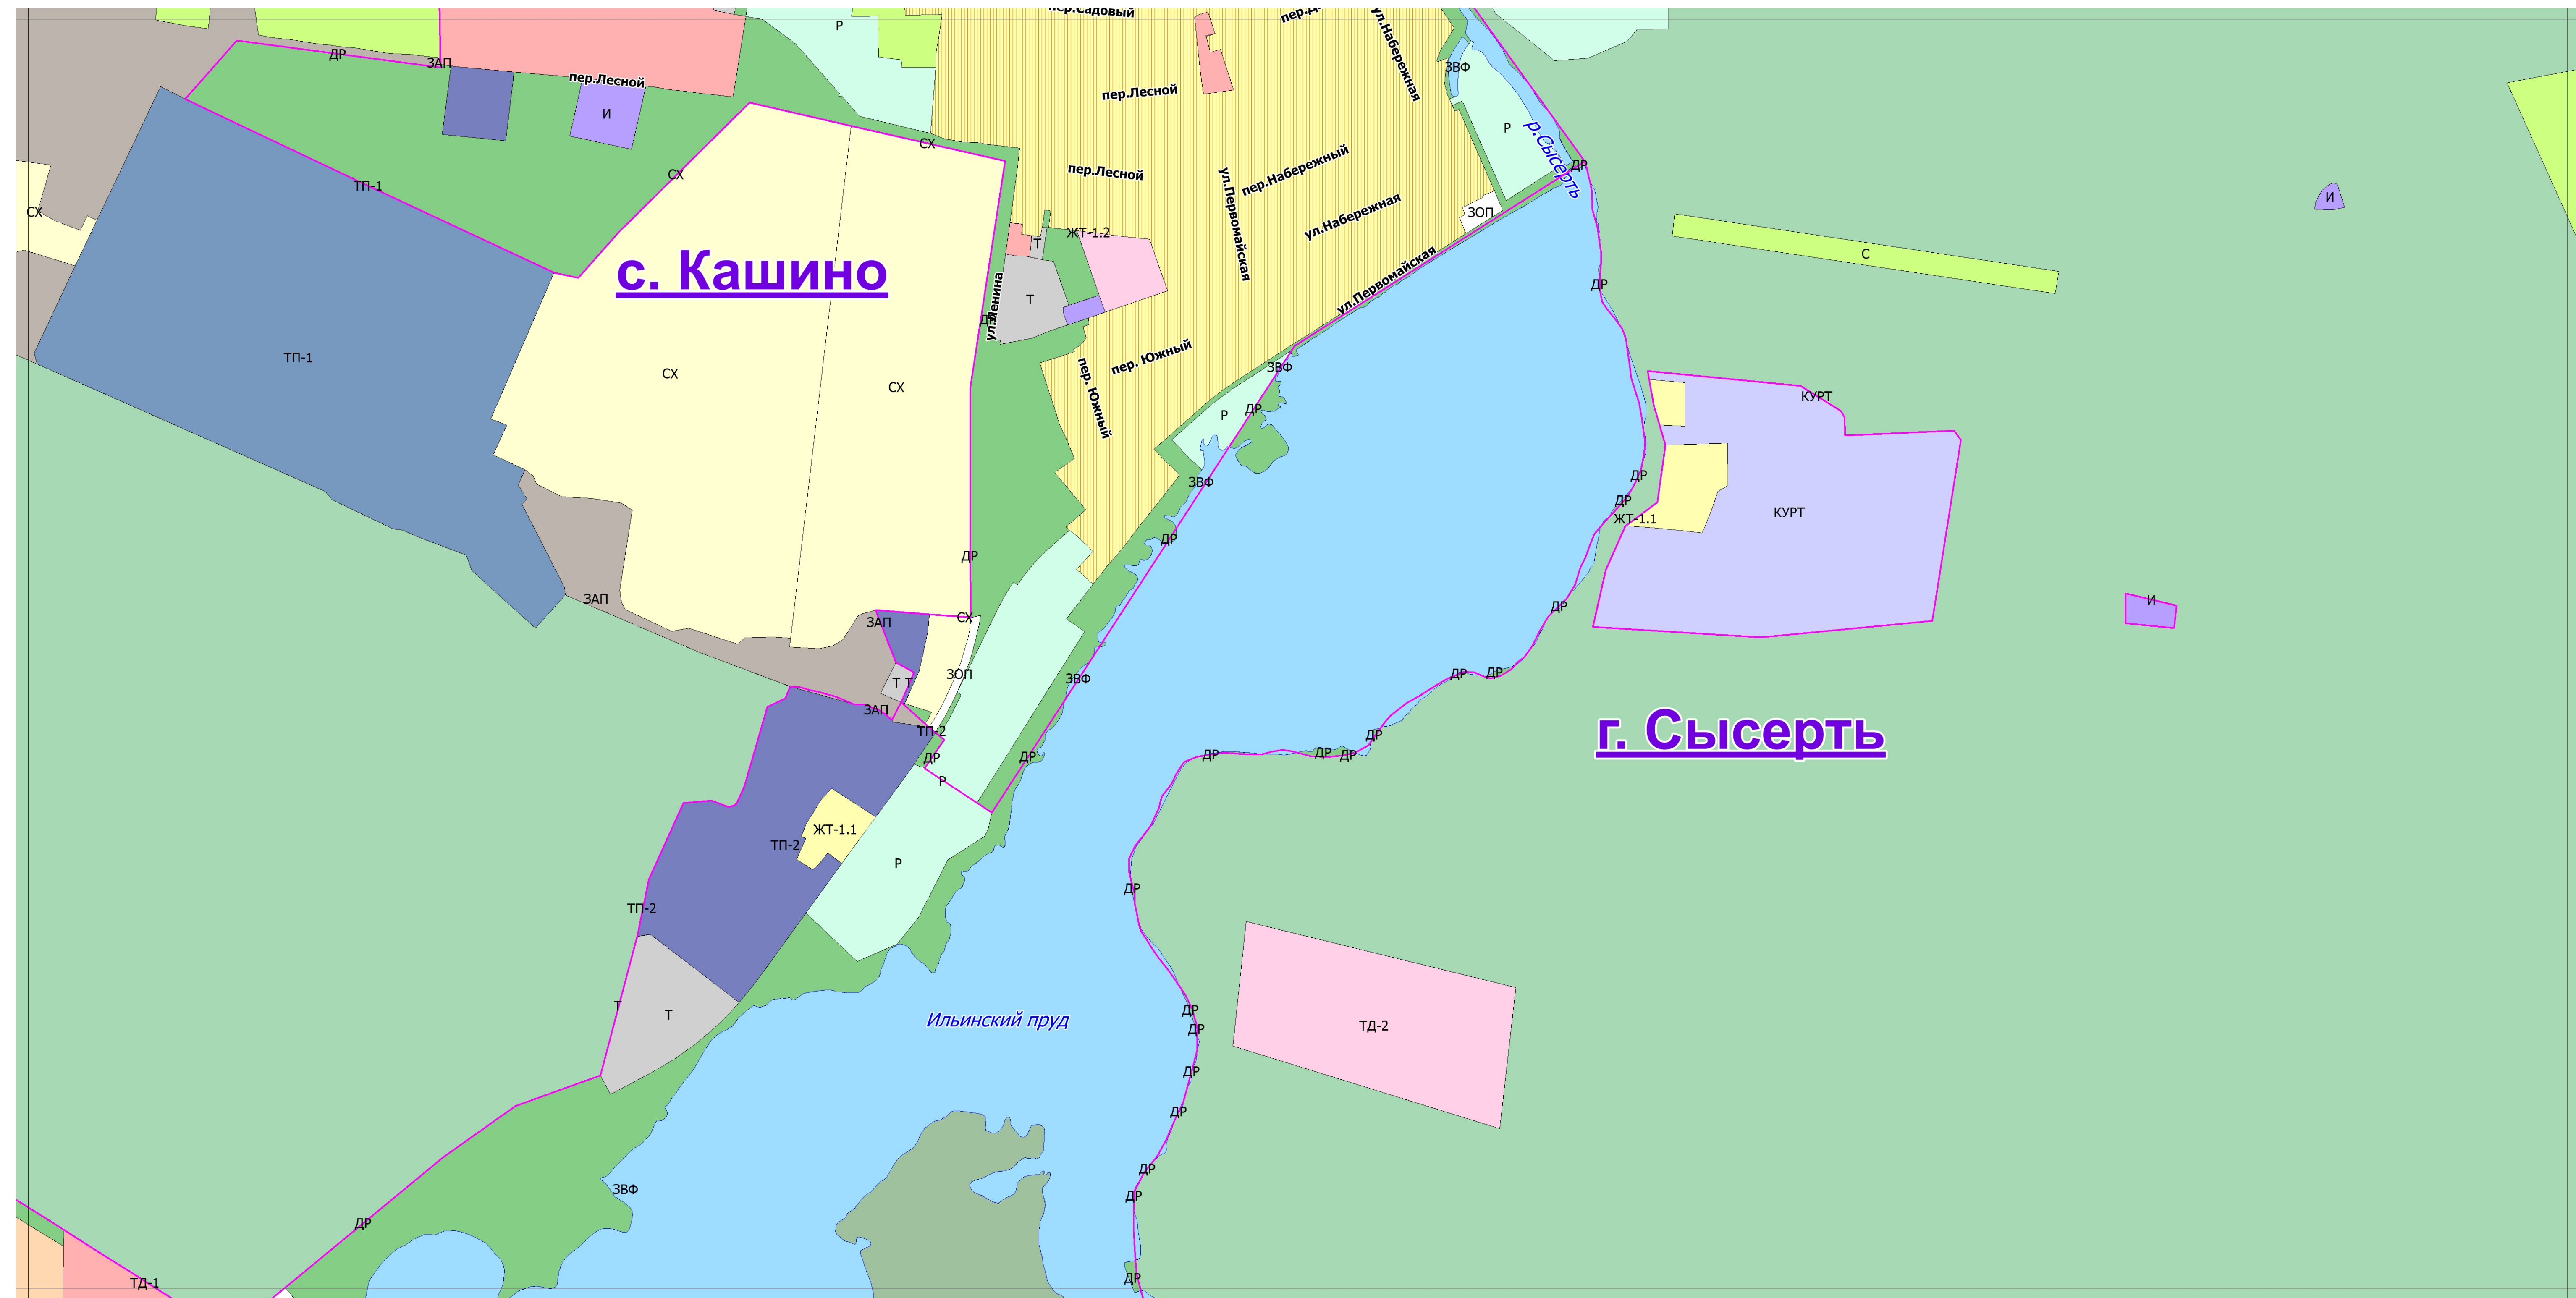 пер.Садовый
Р
ДР
ЗАП
пер.Лесной
И
пер.Лесной
ул.Набережная
ЗВФ
Р
р.Сысерть
ДР
СХ
СХ
ТП-1
СХ
пер.Лесной
ул.Первомайская
пер.Набережный
ул.Набережная
ЗОП
И
Т
ЖТ-1.2
С
с. Кашино
ул.Ленина
Т
ул.Первомайская
ДР
ТП-1
СХ
СХ
пер. Южный
пер. Южный
ЗВФ
Р
ДР
КУРТ
ЗВФ
ДР
ДР
ЖТ-1.1
КУРТ
ДР
ДР
ЗАП
ДР
И
СХ
ЗАП
ЗОП
Т
Т
ЗВФ
ДР
ДР
ЗАП
ТП-2
г. Сысерть
ДР
ДР
ДР
ДР
ДР
ДР
Р
ЖТ-1.1
ТП-2
Р
ДР
ТП-2
Т
Т
Ильинский пруд
ДР
ДР
ТД-2
ДР
ДР
ДР
ЗВФ
ДР
ДР
ТД-1
ДР